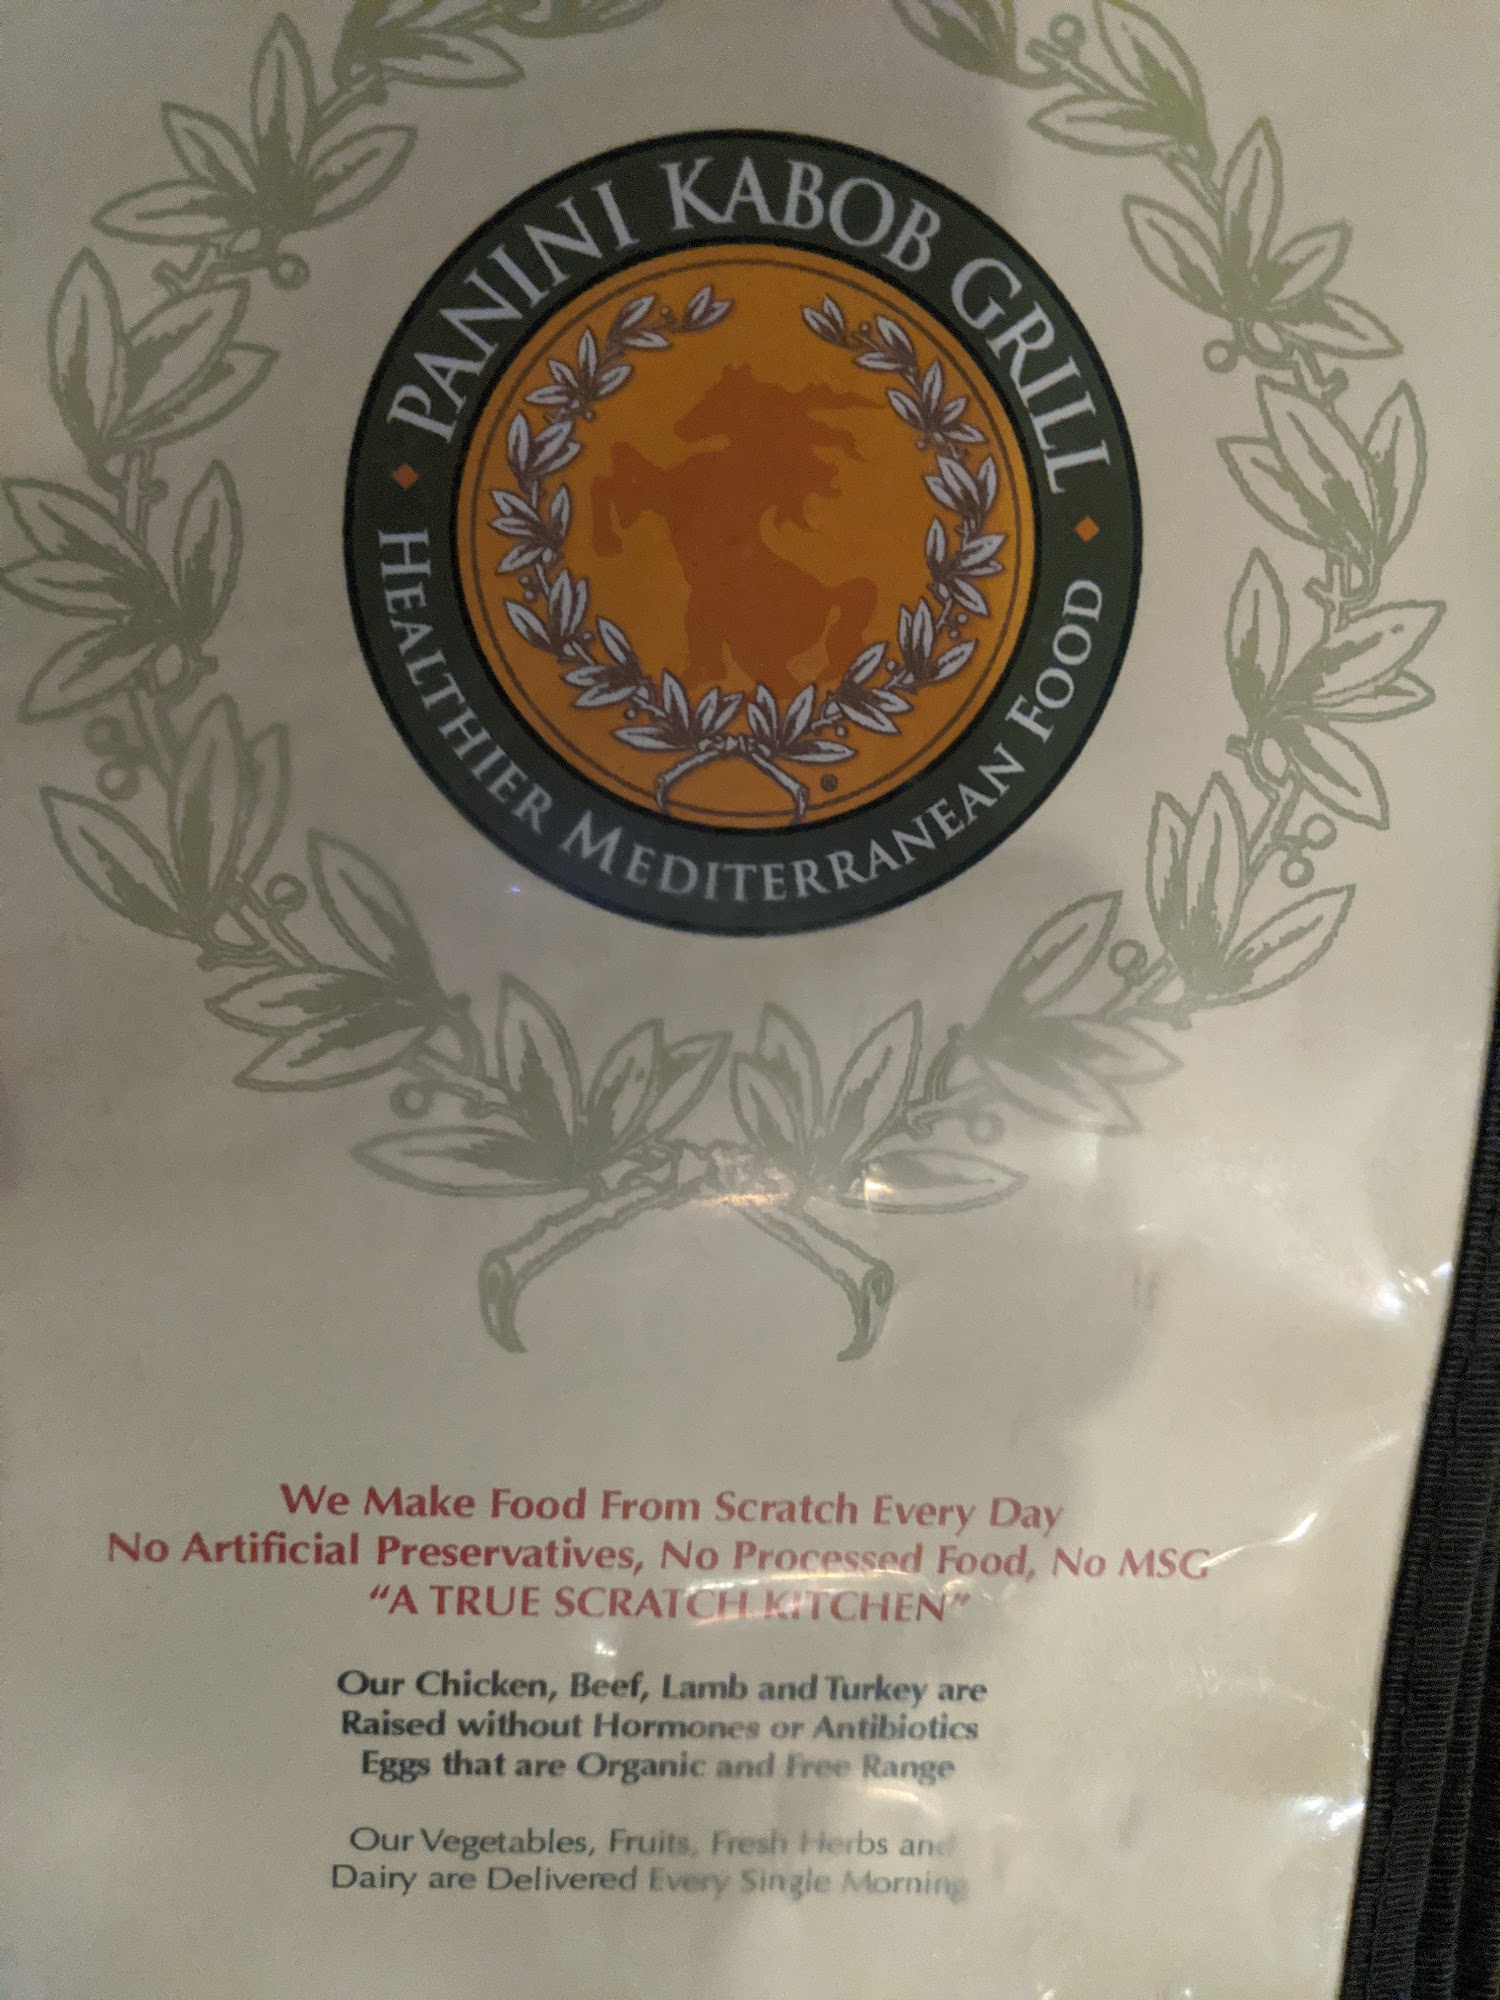 PANINI KABOB GRILL
HEALTHIER MEDITERRANEAN FOOD
®
We Make Food From Scratch Every Day
No Artificial Preservatives, No Processed Food, No MSG
“A TRUE SCRATCH KITCHEN”
Our Chicken, Beef, Lamb and Turkey are
Raised without Hormones or Antibiotics
Eggs that are Organic and Free Range
Our Vegetables, Fruits, Fresh Herbs and
Dairy are Delivered Every Single Morning